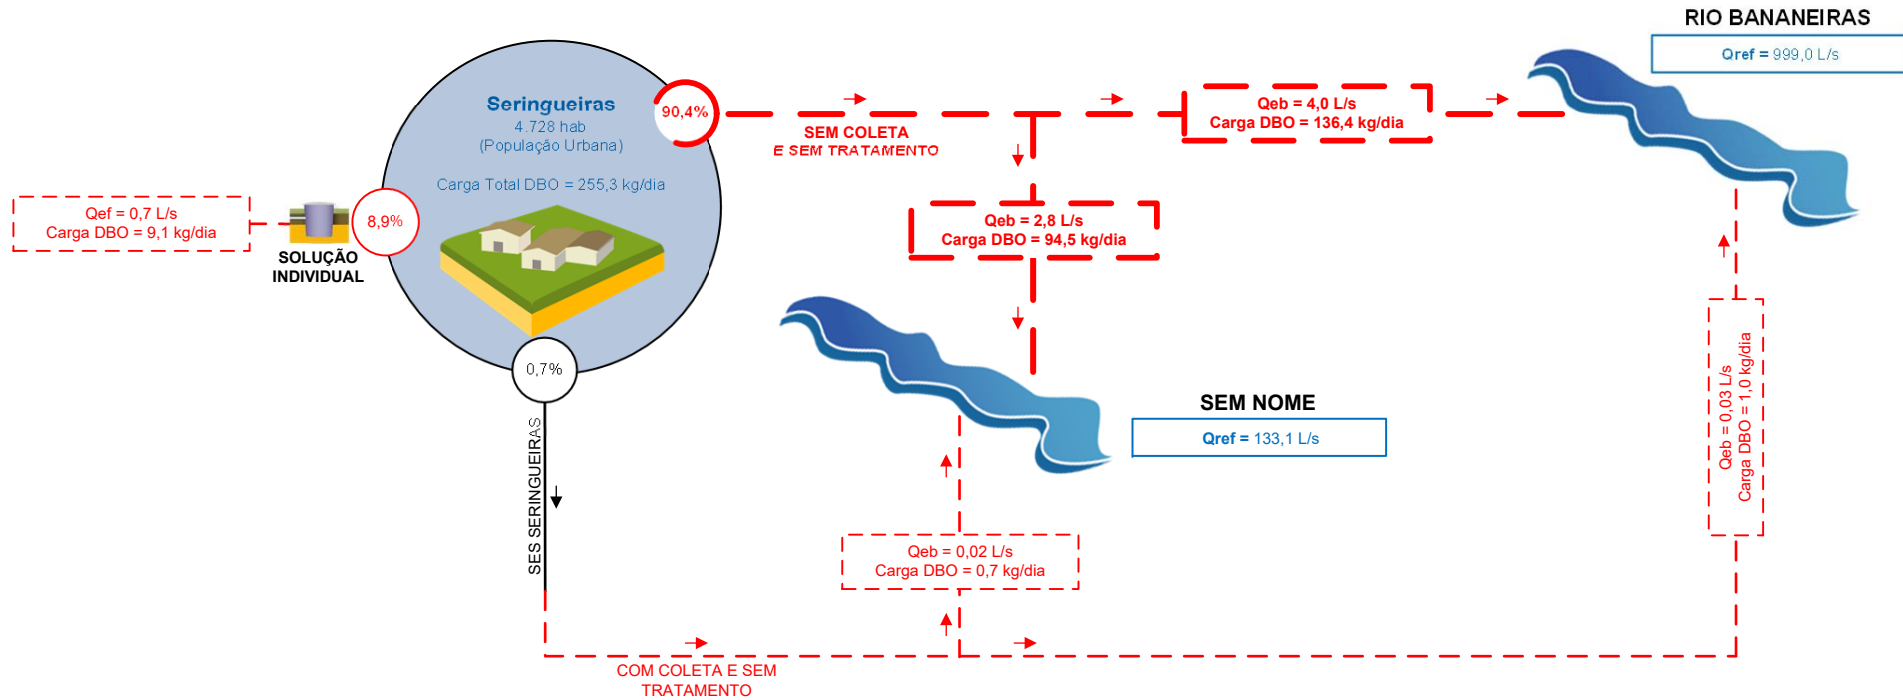 RIO BANANEIRAS
Qref = 999,0 L/s
Seringueiras
4.728 hab
(População Urbana)
Carga Total DBO = 255,3 kg/dia
90,4%
SEM COLETA
E SEM TRATAMENTO
Qeb = 4,0 L/s
Carga DBO = 136,4 kg/dia
Qef = 0,7 L/s
Carga DBO = 9,1 kg/dia
SOLUÇÃO
INDIVIDUAL
8,9%
Qeb = 2,8 L/s
Carga DBO = 94,5 kg/dia
0,7%
SES SERINGUEIRAS
SEM NOME
Qref = 133,1 L/s
Qeb = 0,03 L/s
Carga DBO = 1,0 kg/dia
Qeb = 0,02 L/s
Carga DBO = 0,7 kg/dia
COM COLETA E SEM
TRATAMENTO